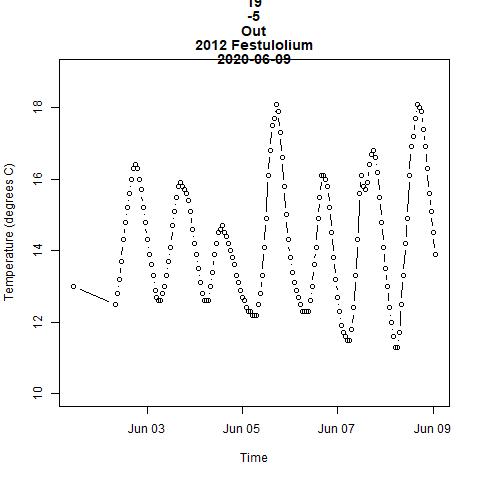 19
-5
Out
2012 Festulolium
2020-06-09
Temperature (degrees C)
18
16
14
12
10
Jun 03
Jun 05
Jun 07
Jun 09
Time